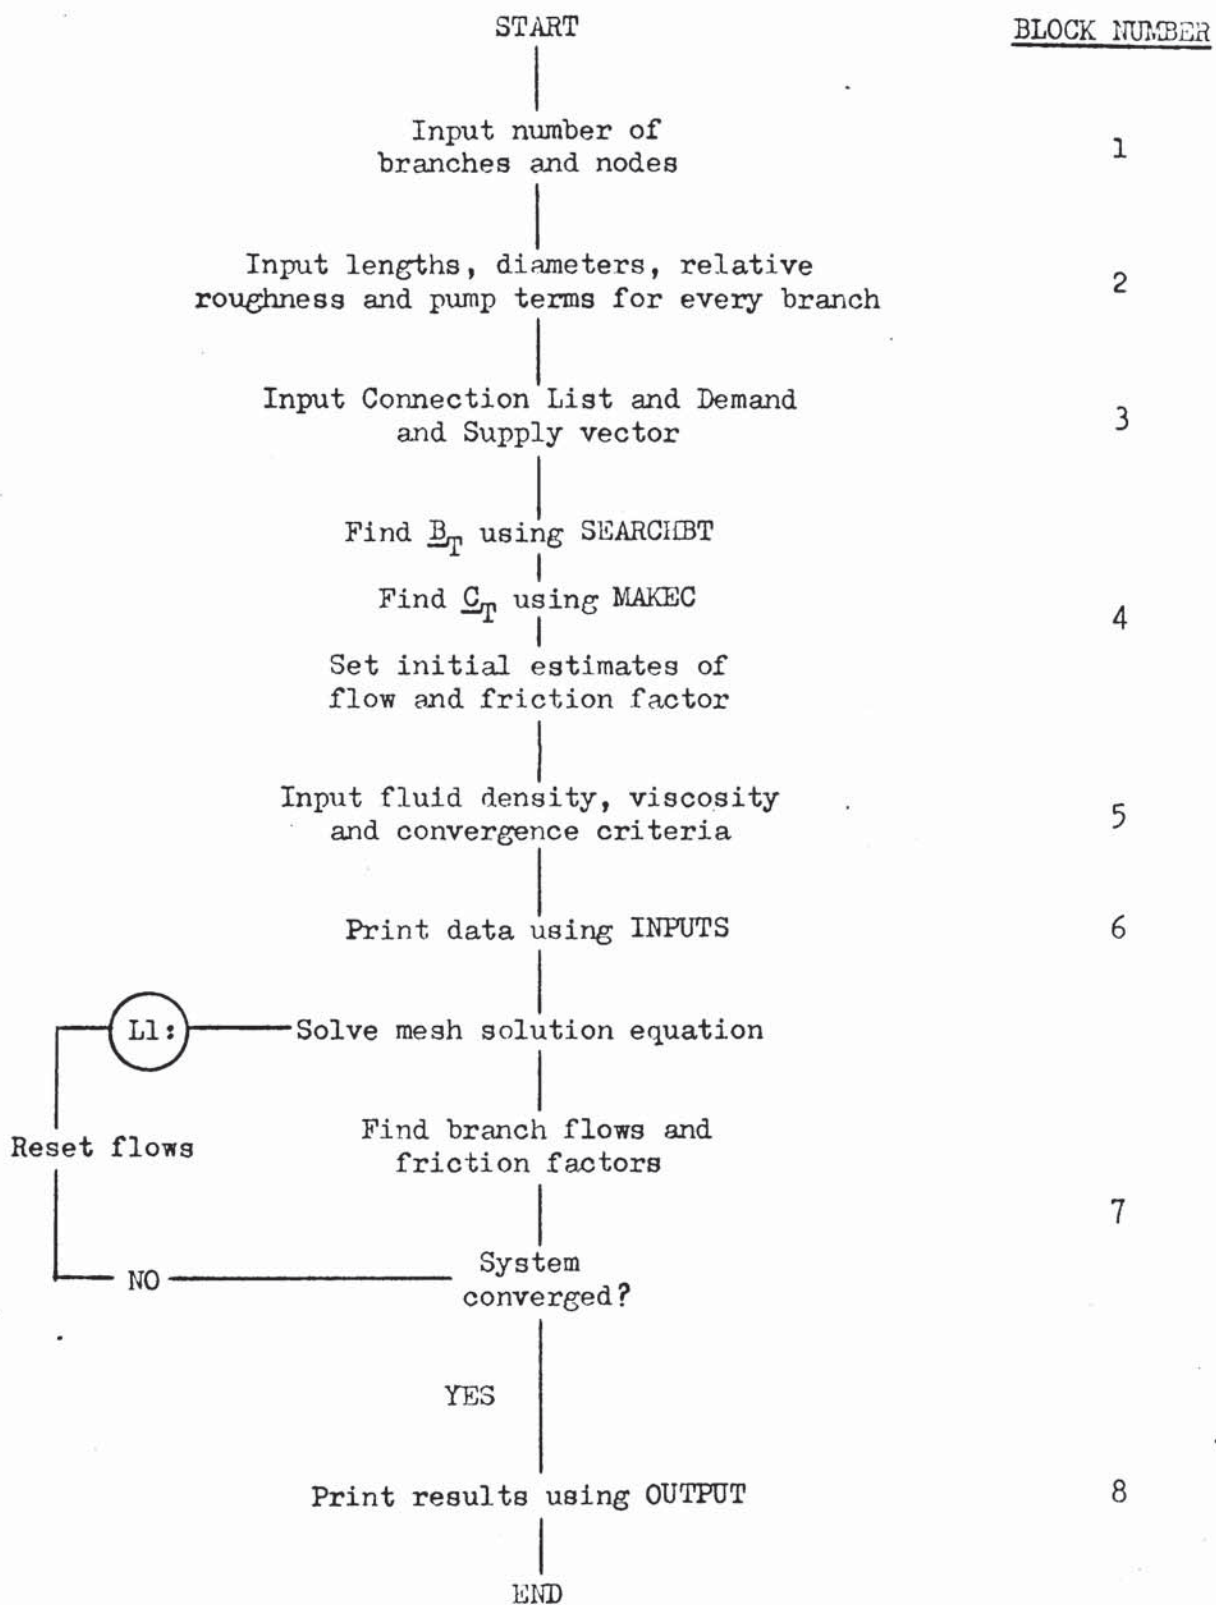 START
BLOCK NUMBER
Input number of
branches and nodes
1
Input lengths, diameters, relative
roughness and pump terms for every branch
2
Input Connection List and Demand
and Supply vector
3
Find B_T using SEARCHBT
Find C_T using MAKEC
4
Set initial estimates of
flow and friction factor
Input fluid density, viscosity
and convergence criteria
5
Print data using INPUTS
6
L1:
Solve mesh solution equation
Reset flows
Find branch flows and
friction factors
7
NO
System
converged?
YES
Print results using OUTPUT
8
END